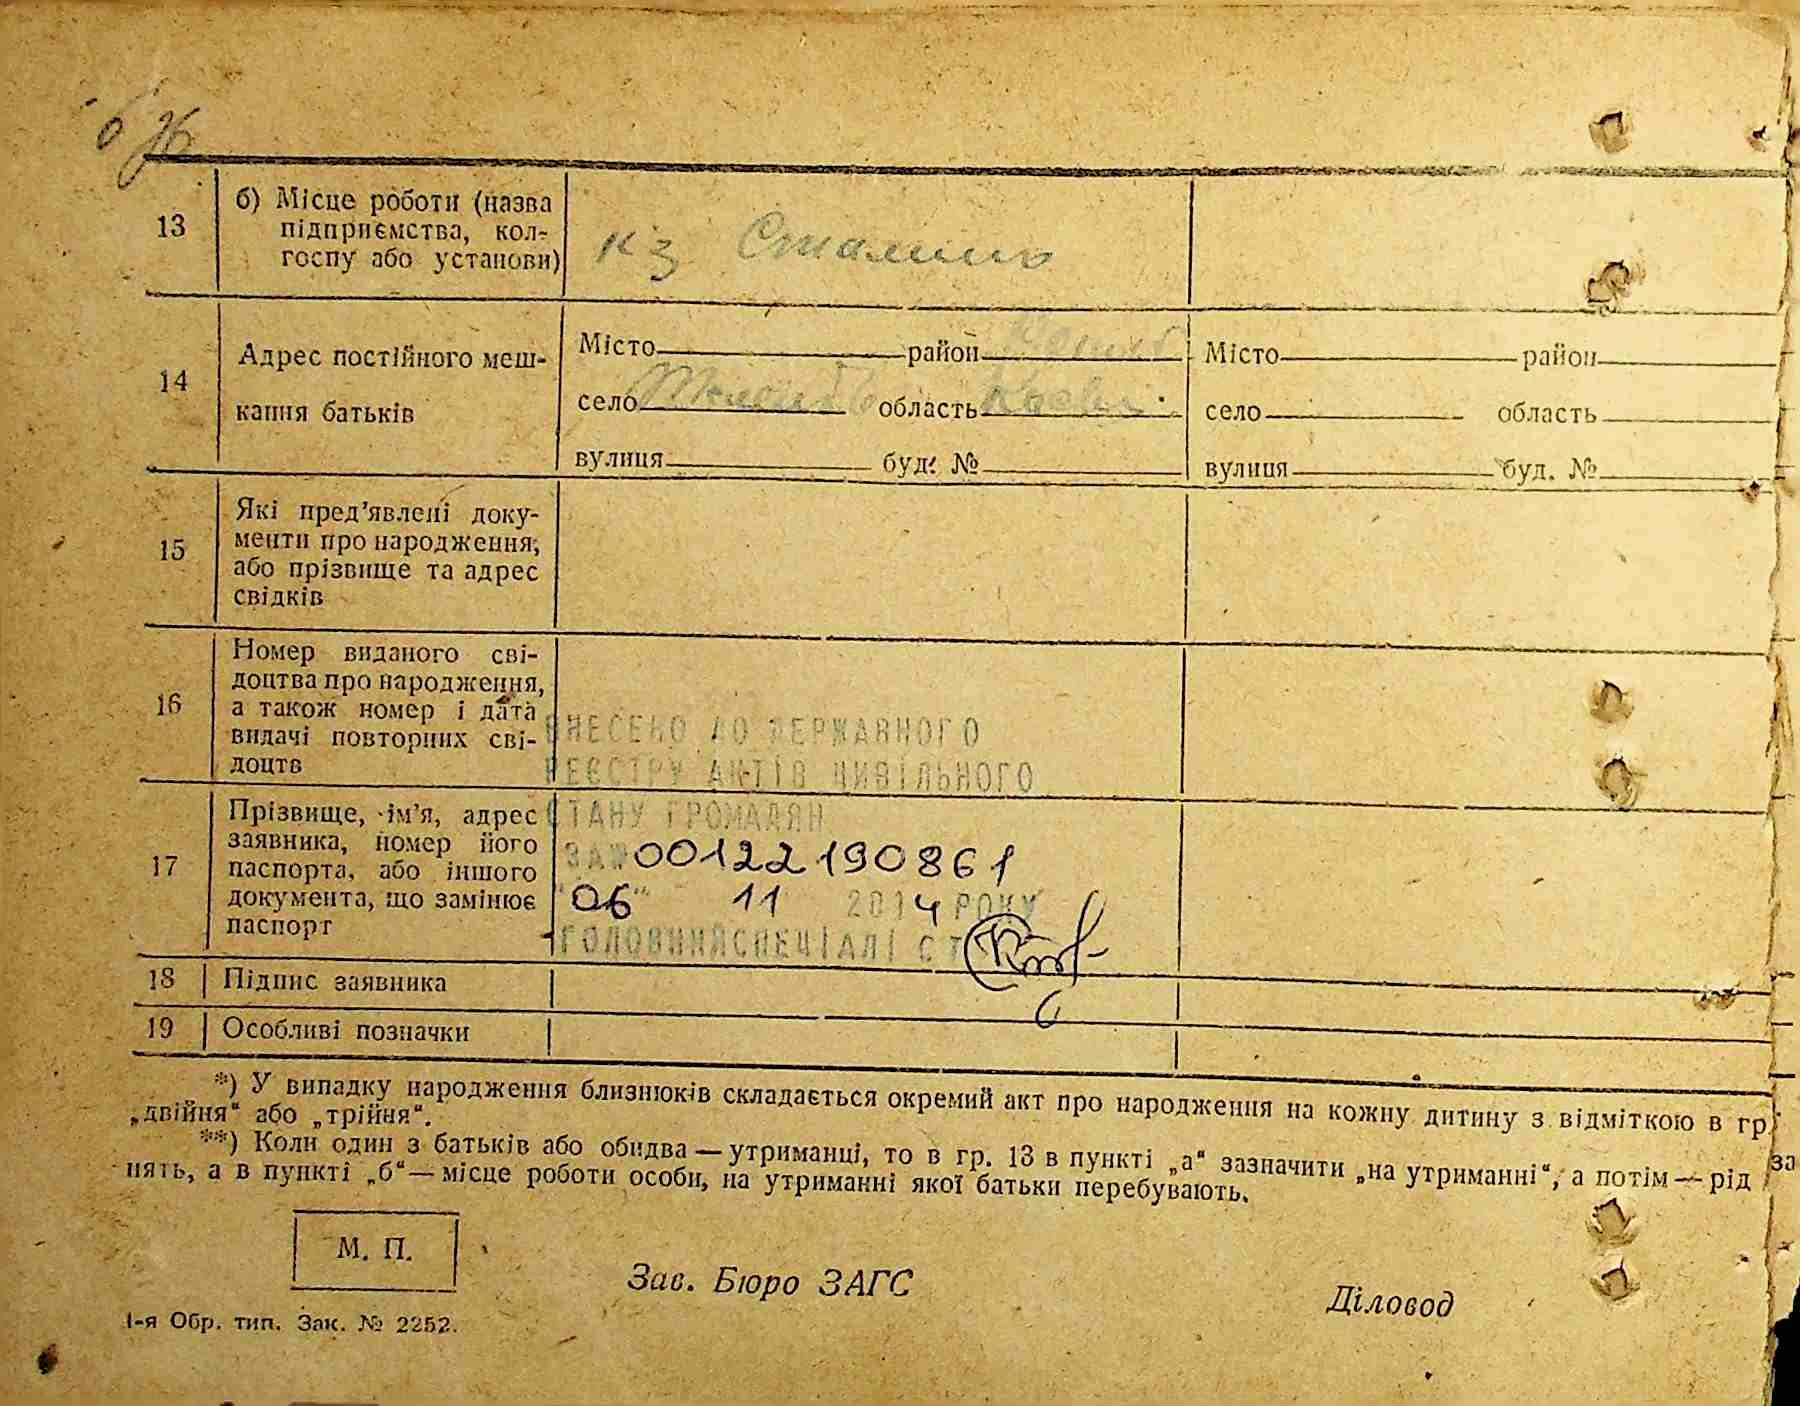 13 б) Місце роботи (назва
підприємства, кол-
госпу або установи)
кз Сталина
14 Адрес постійного меш-
кання батьків
Місто район
село область Києвс.
вулиця буд. №
Місто район
село область
вулиця буд. №
15 Які пред’явлені доку-
менти про народження,
або прізвище та адрес
свідків
16 Номер виданого сві-
доцтва про народження,
а також номер і дата
видачі повторних сві-
доцтв
ВНЕСЕНО ДО ДЕРЖАВНОГО
РЕЄСТРУ АКТІВ ЦИВІЛЬНОГО
СТАНУ ГРОМАДЯН
ЗА № 00122190861
"06" 11 2014 РОКУ
ГОЛОВНИЙ СПЕЦІАЛІСТ
17 Прізвище, ім’я, адрес
заявника, номер його
паспорта, або іншого
документа, що замінює
паспорт
18 Підпис заявника
19 Особливі позначки
*) У випадку народження близнюків складається окремий акт про народження на кожну дитину з відміткою в гр.
„двійня“ або „трійня“.
**) Коли один з батьків або обидва — утриманці, то в гр. 13 в пункті „а“ зазначити „на утриманні“, а потім — рід за
нять, а в пункті „б“ — місце роботи особи, на утриманні якої батьки перебувають.
М. П.
Зав. Бюро ЗАГС
Діловод
1-я Обр. тип. Зак. № 2252.